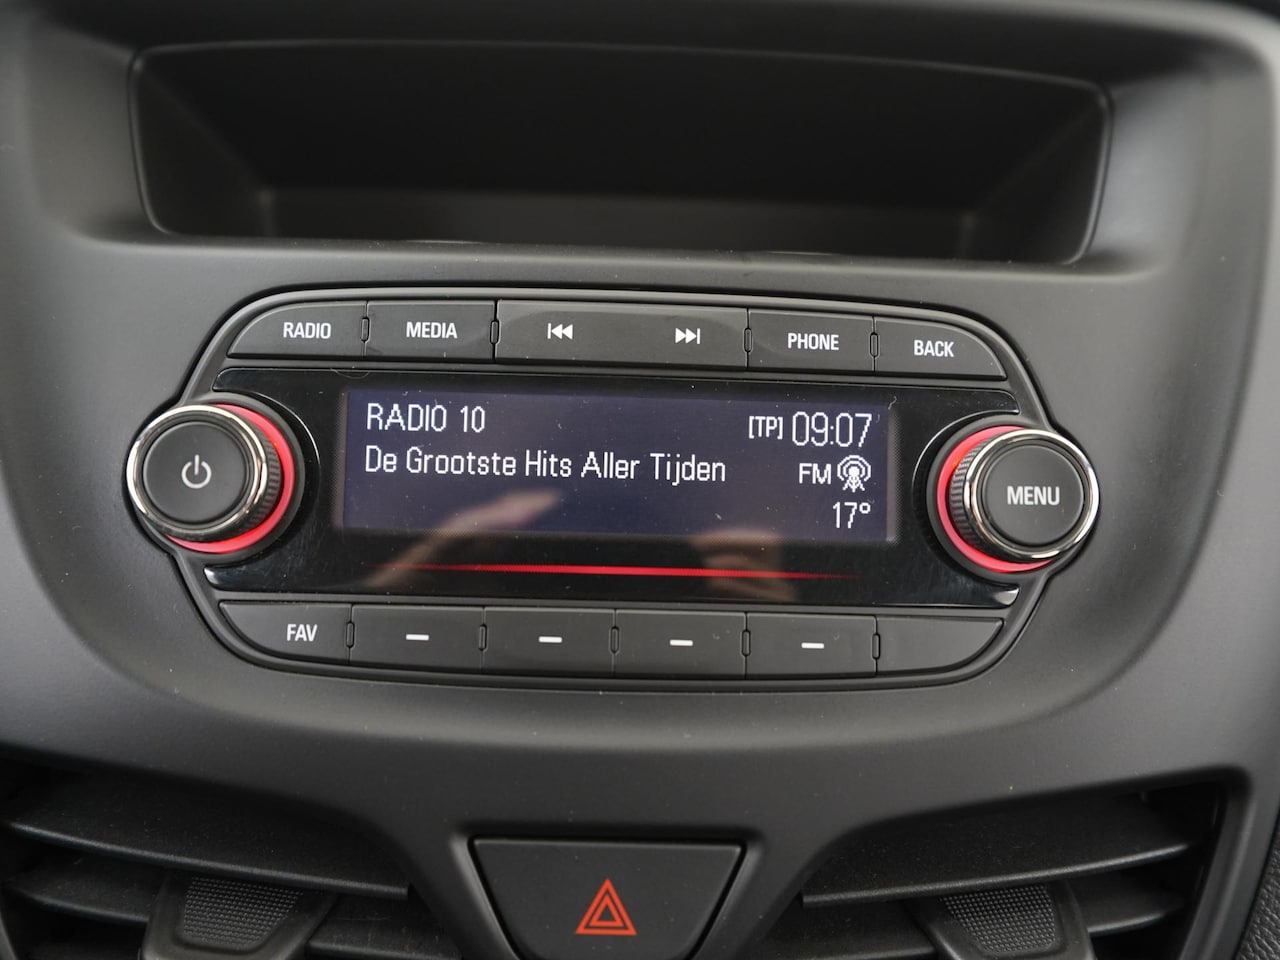 RADIO
MEDIA
PHONE
BACK
RADIO 10
[TP] 09:07
De Grootste Hits Aller Tijden
FM
17°
MENU
FAV